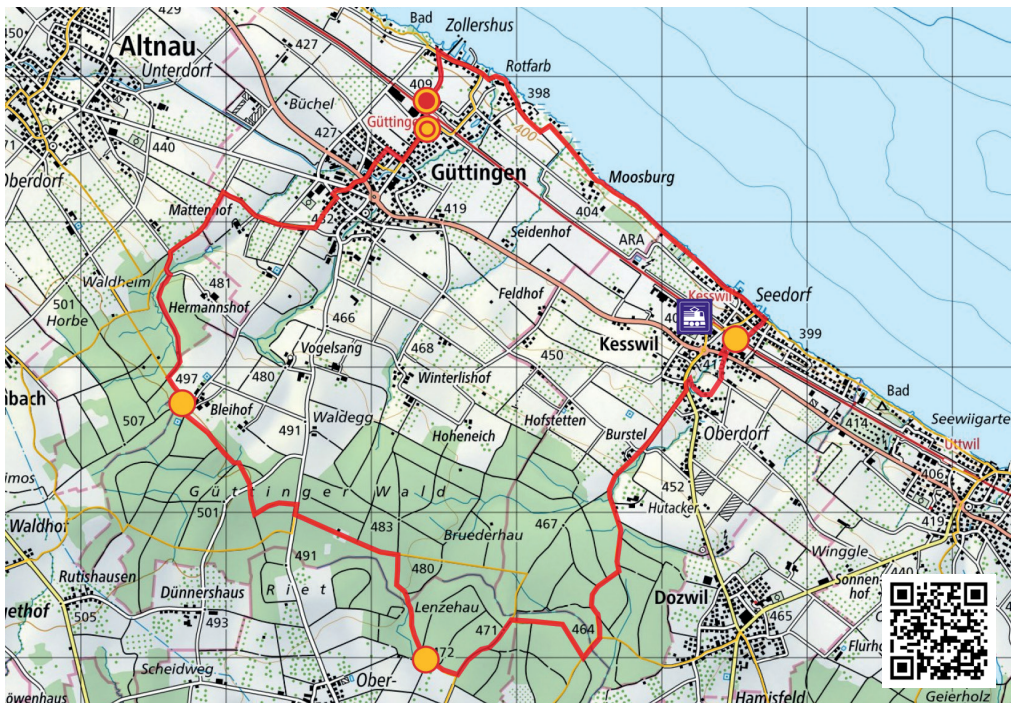 429
Bad
Zollershus
450
Altnau
427
Unterdorf
Rotfarb
409
398
Büchel
Güttinge
427
400
440
Güttingen
Moosburg
Oberdorf
419
404
Mattenhof
432
Seidenhof
ARA
481
Waldheim
Feldhof
Kesswil
Seedorf
501
Hermannshof
Horbe
466
399
Vogelsang
468
450
Kesswil
497
480
Winterlishof
Bad
Bleihof
Waldegg
Hofstetten
507
Hoheneich
414
Seewiigarte
491
Burstel
Oberdorf
Uttwil
406
Güttinger Wald
452
501
483
467
Hutacker
419
Waldhof
Bruederhau
Winggle
491
480
440
Rutishausen
Riet
Sonnenhof
Dünnershaus
Lenzehau
Dozwil
505
493
471
464
465
Scheidweg
Ober-
Hamisfeld
Geierholz